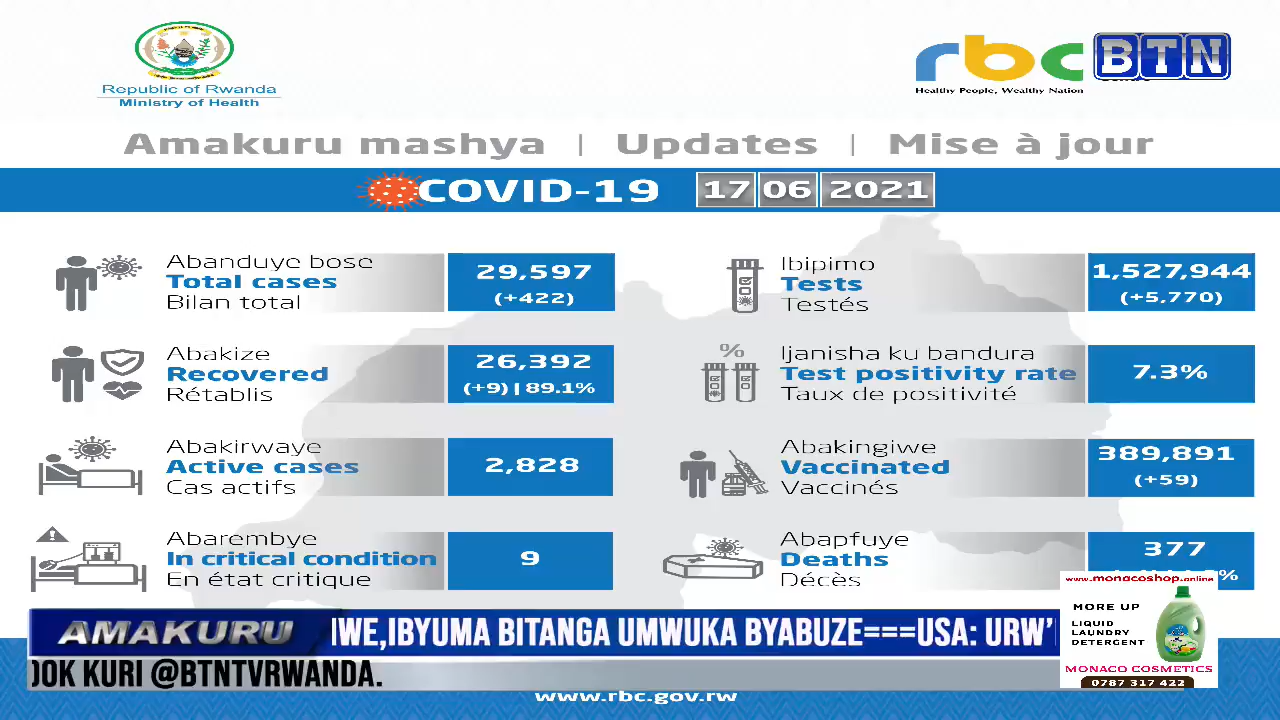 Republic of Rwanda
Ministry of Health
rbc
BTN
Healthy People, Wealthy Nation
Amakuru mashya | Updates | Mise à jour
COVID-19 17 06 2021
Abanduye bose
Total cases
Bilan total
29,597
(+422)
Ibipimo
Tests
Testés
1,527,944
(+5,770)
Abakize
Recovered
Rétablis
26,392
(+9) | 89.1%
%
Ijanisha ku bandura
Test positivity rate
Taux de positivité
7.3%
Abakirwaye
Active cases
Cas actifs
2,828
Abakingiwe
Vaccinated
Vaccinés
389,891
(+59)
Abarembye
In critical condition
En état critique
9
Abapfuye
Deaths
Décès
377
www.monacoshop.online
MORE UP
LIQUID
LAUNDRY
DETERGENT
MONACO COSMETICS
0787 317 422
AMAKURU
IWE,IBYUMA BITANGA UMWUKA BYABUZE===USA: URW'
OOK KURI @BTNTVRWANDA.
www.rbc.gov.rw